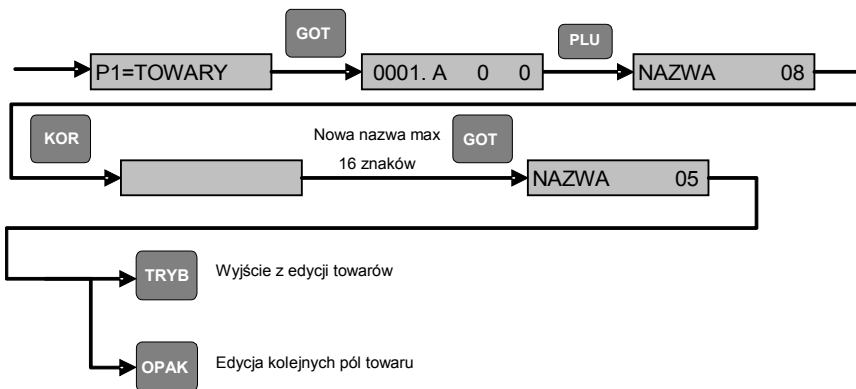 GOT
PLU
P1=TOWARY
0001. A 0 0
NAZWA 08
KOR
Nowa nazwa max
16 znaków
GOT
NAZWA 05
TRYB
Wyjście z edycji towarów
OPAK
Edycja kolejnych pól towaru